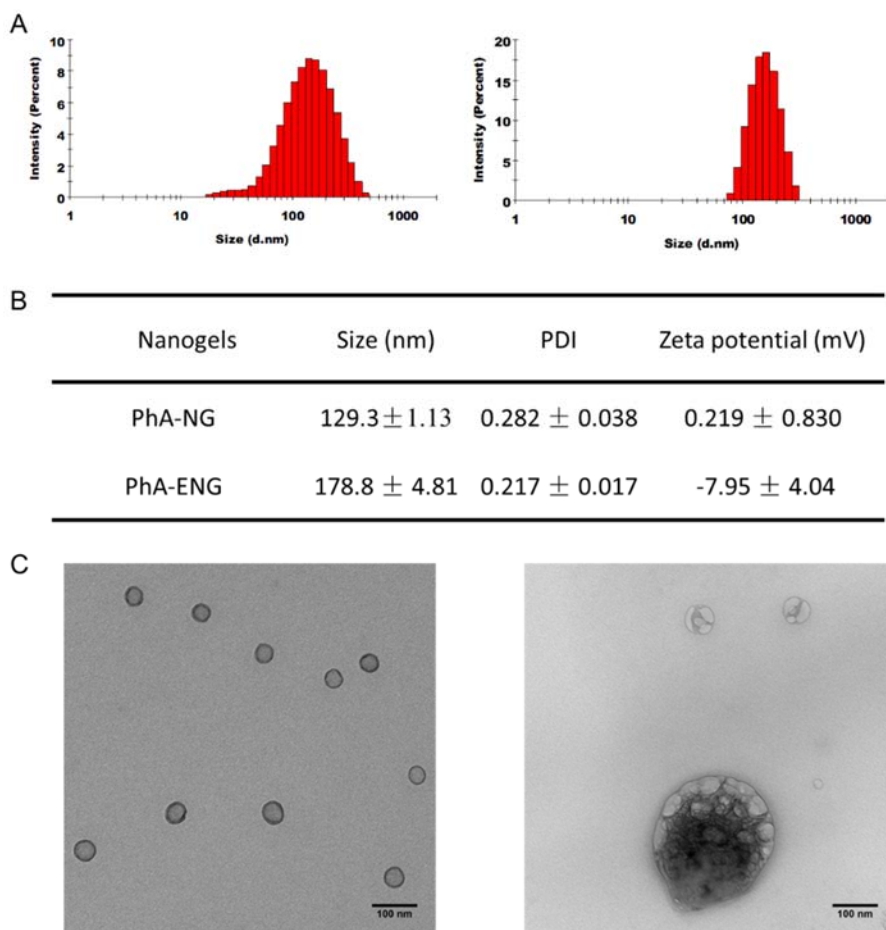 A
Intensity (Percent)
10
8
6
4
2
0
1 10 100 1000
Size (d.nm)
Intensity (Percent)
20
15
10
5
0
1 10 100 1000
Size (d.nm)
B
Nanogels Size (nm) PDI Zeta potential (mV)
PhA-NG 129.3 ± 1.13 0.282 ± 0.038 0.219 ± 0.830
PhA-ENG 178.8 ± 4.81 0.217 ± 0.017 -7.95 ± 4.04
C
100 nm
100 nm